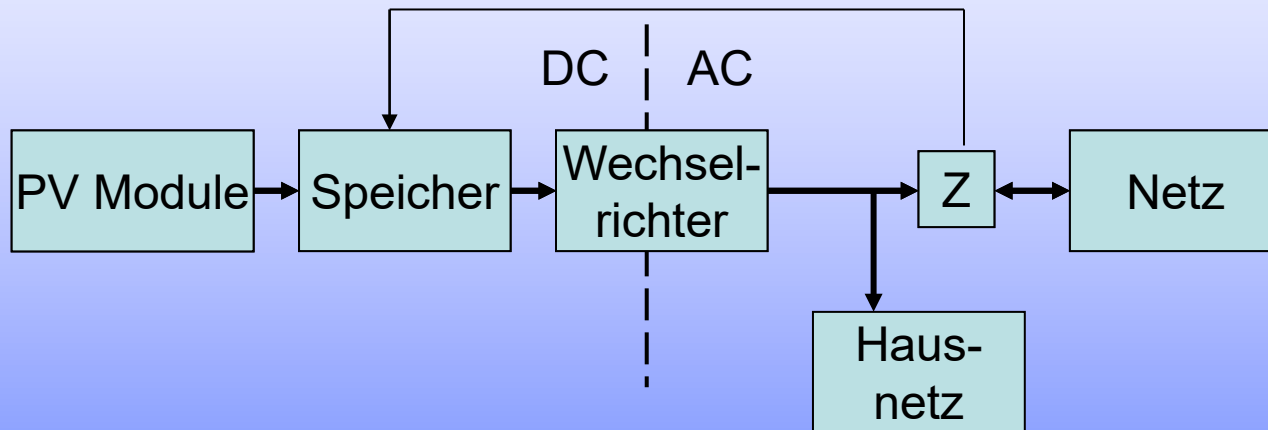 DC AC
PV Module
Speicher
Wechsel-
richter
Z
Netz
Haus-
netz